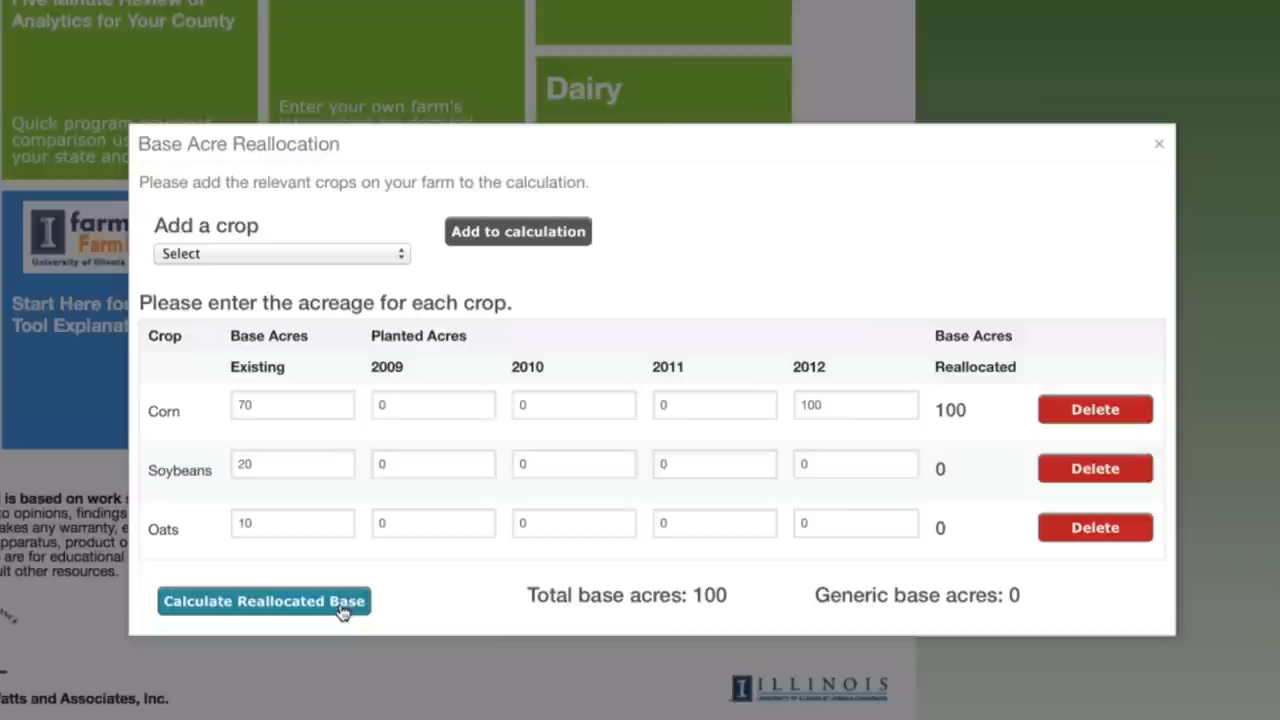 Five Minute Review of
Analytics for Your County
Quick program payment
comparison us
your state and
Enter your own farm's
Dairy
farm
Farm
University of Illinois
Start Here for
Tool Explanat
Base Acre Reallocation
×
Please add the relevant crops on your farm to the calculation.
Add a crop
Add to calculation
Select
Please enter the acreage for each crop.
Crop Base Acres Planted Acres Base Acres
Existing 2009 2010 2011 2012 Reallocated
Corn 70 0 0 0 100 100 Delete
Soybeans 20 0 0 0 0 0 Delete
Oats 10 0 0 0 0 0 Delete
Calculate Reallocated Base Total base acres: 100 Generic base acres: 0
is based on work
to opinions, findings
akes any warranty, e
apparatus, product o
are for educational
ult other resources.
atts and Associates, Inc.
I ILLINOIS